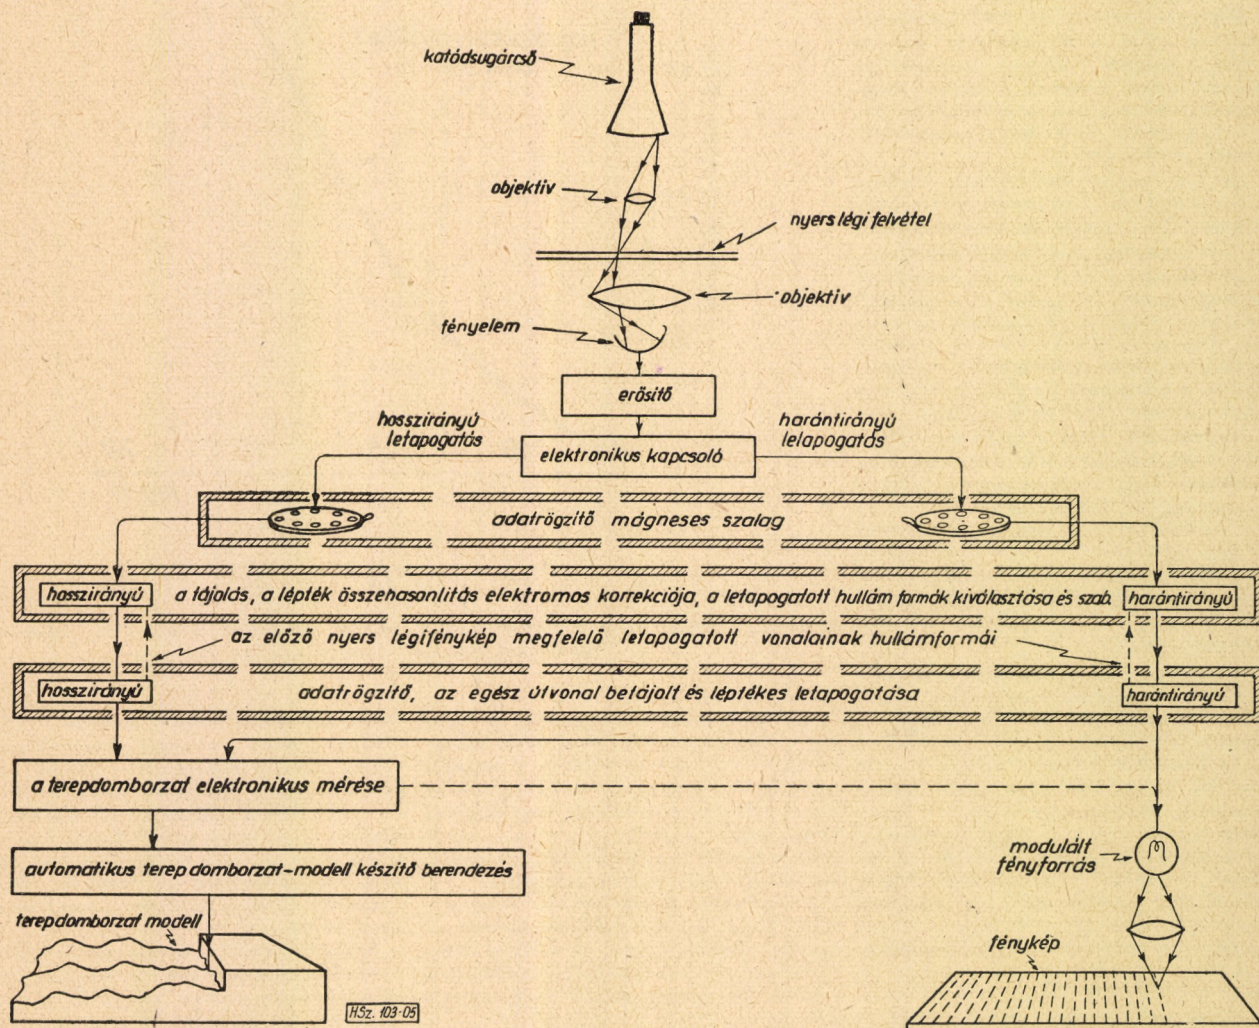 katódsugárcső
objektív
nyers légi felvétel
objektív
fényelem
erősítő
hosszirányú
letapogatás
harántirányú
letapogatás
elektronikus kapcsoló
adatrögzítő mágneses szalag
hosszirányú
a tájolás, a lépték összehasonlitás elektromos korrekciója, a letapogatott hullám formák kiválasztása és szab.
harántirányú
az előző nyers légifénykép megfelelő letapogatott vonalainak hullámformái
hosszirányú
adatrögzítő, az egész útvonal betájolt és léptékes letapogatása
harántirányú
a terepdomborzat elektronikus mérése
automatikus terep domborzat-modell készítő berendezés
modulált
fényforrás
terepdomborzat modell
fénykép
HSz. 103-05